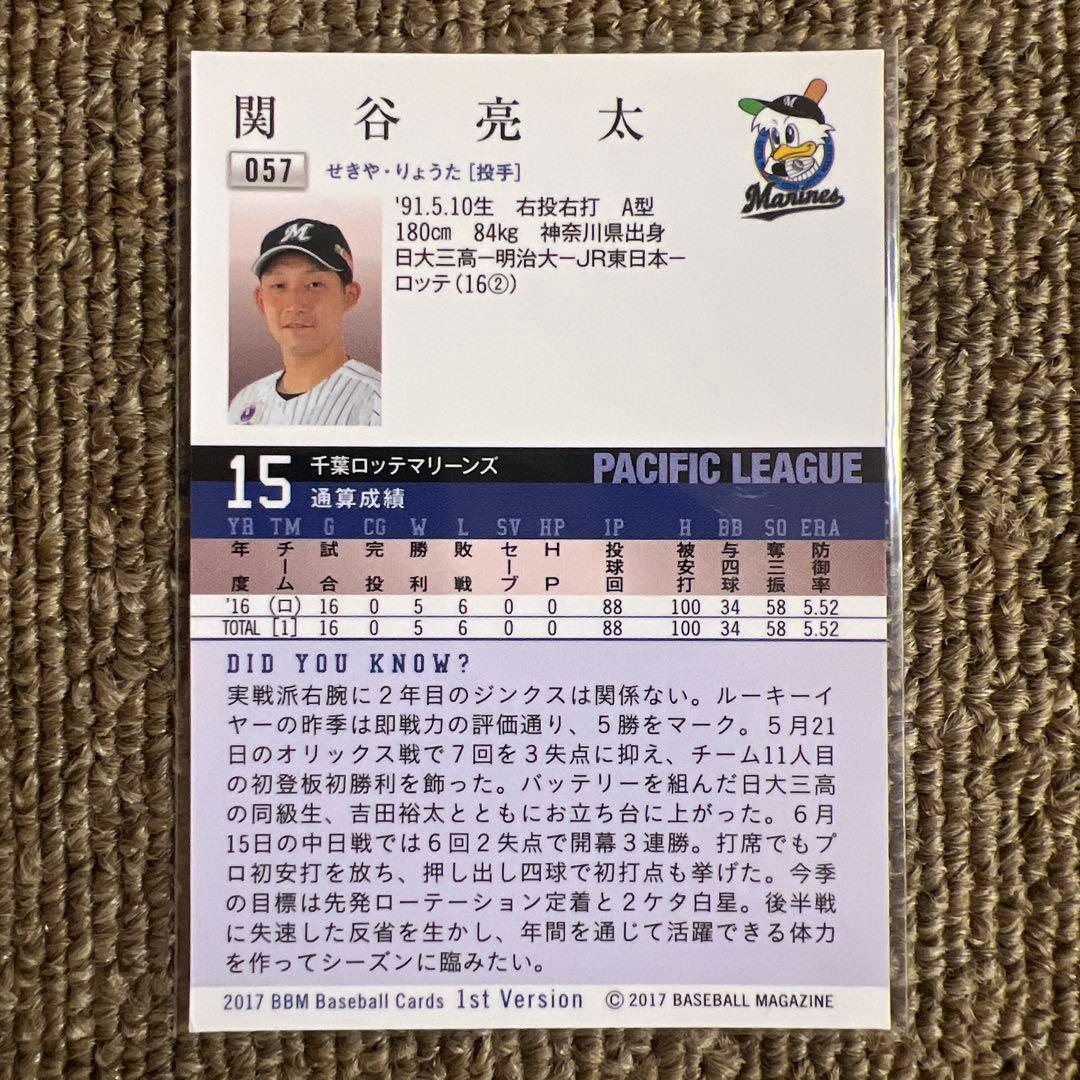 関谷亮太
057 せきや・りょうた [投手]
M
Marines
'91.5.10生 右投右打 A型
180cm 84kg 神奈川県出身
日大三高ー明治大ーJR東日本ー
ロッテ(16②)
M
15 千葉ロッテマリーンズ PACIFIC LEAGUE
通算成績
YR TM G CG W L SV HP IP H BB SO ERA
年度 チーム 試合 完投 勝利 敗戦 セーブ HP 投球回 被安打 与四球 奪三振 防御率
'16 (ロ) 16 0 5 6 0 0 88 100 34 58 5.52
TOTAL [1] 16 0 5 6 0 0 88 100 34 58 5.52
DID YOU KNOW?
実戦派右腕に2年目のジンクスは関係ない。ルーキーイ
ヤーの昨季は即戦力の評価通り、5勝をマーク。5月21
日のオリックス戦で7回を3失点に抑え、チーム11人目
の初登板初勝利を飾った。バッテリーを組んだ日大三高
の同級生、吉田裕太とともにお立ち台に上がった。6月
15日の中日戦では6回2失点で開幕3連勝。打席でもプ
ロ初安打を放ち、押し出し四球で初打点も挙げた。今季
の目標は先発ローテーション定着と2ケタ白星。後半戦
に失速した反省を生かし、年間を通じて活躍できる体力
を作ってシーズンに臨みたい。
2017 BBM Baseball Cards 1st Version © 2017 BASEBALL MAGAZINE